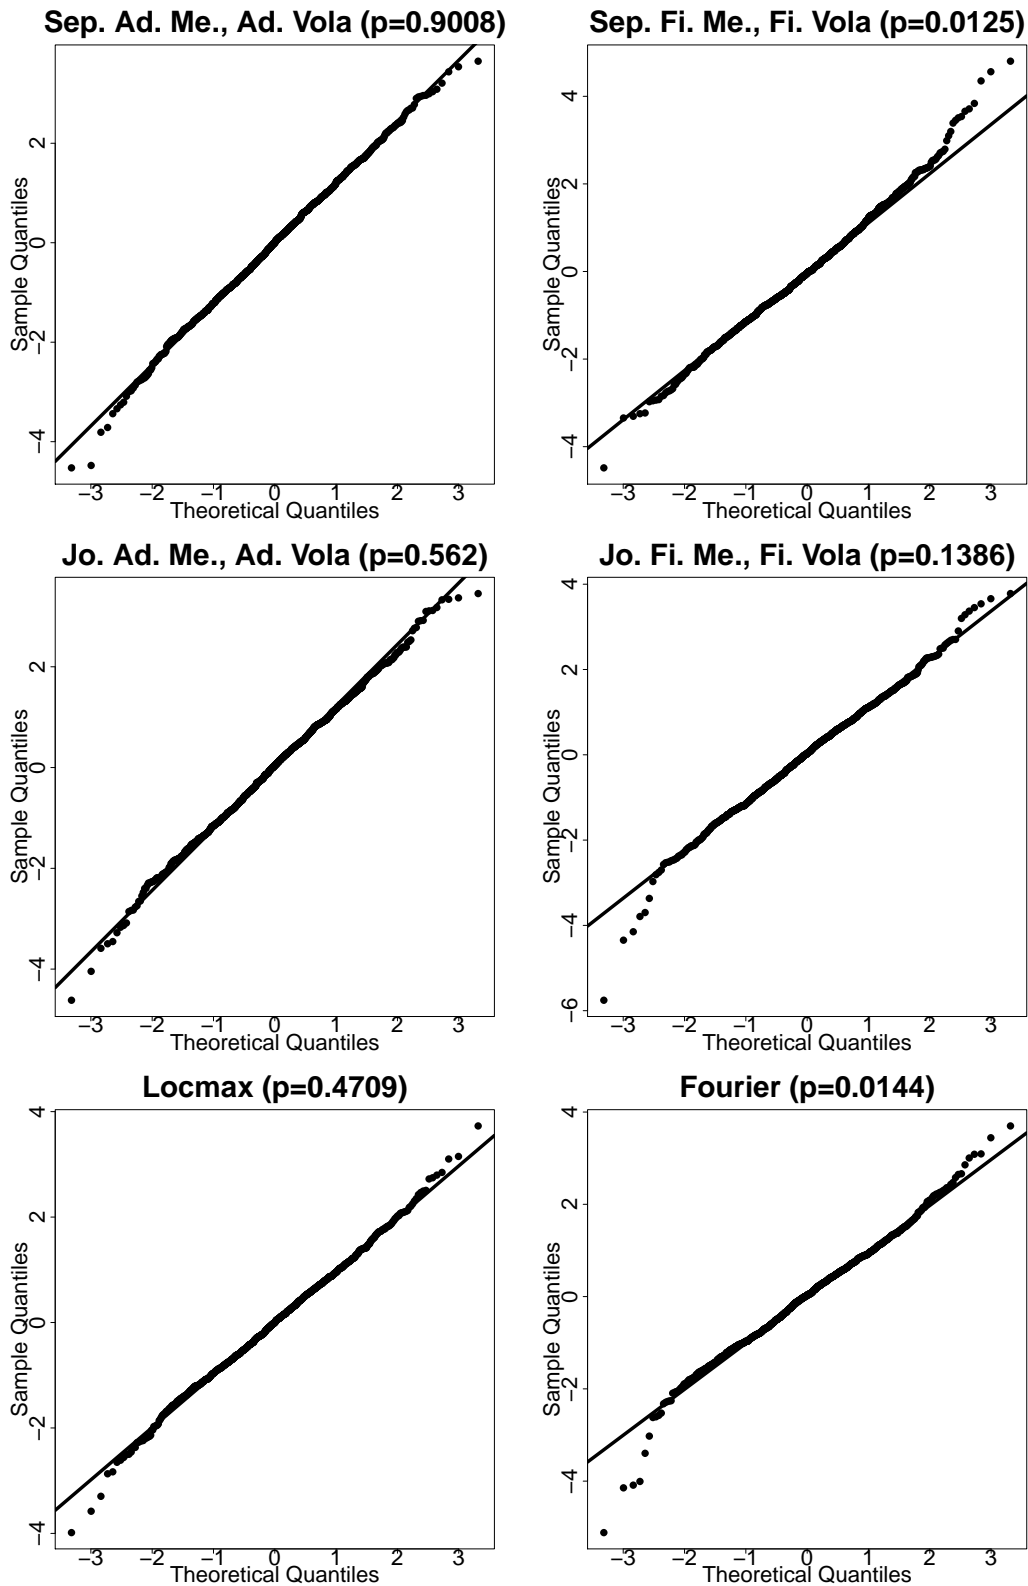 Sep. Ad. Me., Ad. Vola (p=0.9008)
Sample Quantiles
2
0
−2
−4
−3 −2 −1 0 1 2 3
Theoretical Quantiles
Sep. Fi. Me., Fi. Vola (p=0.0125)
Sample Quantiles
4
2
0
−2
−4
−3 −2 −1 0 1 2 3
Theoretical Quantiles
Jo. Ad. Me., Ad. Vola (p=0.562)
Sample Quantiles
2
0
−2
−4
−3 −2 −1 0 1 2 3
Theoretical Quantiles
Jo. Fi. Me., Fi. Vola (p=0.1386)
Sample Quantiles
4
2
0
−2
−4
−6
−3 −2 −1 0 1 2 3
Theoretical Quantiles
Locmax (p=0.4709)
Sample Quantiles
4
2
0
−2
−4
−3 −2 −1 0 1 2 3
Theoretical Quantiles
Fourier (p=0.0144)
Sample Quantiles
4
2
0
−2
−4
−3 −2 −1 0 1 2 3
Theoretical Quantiles